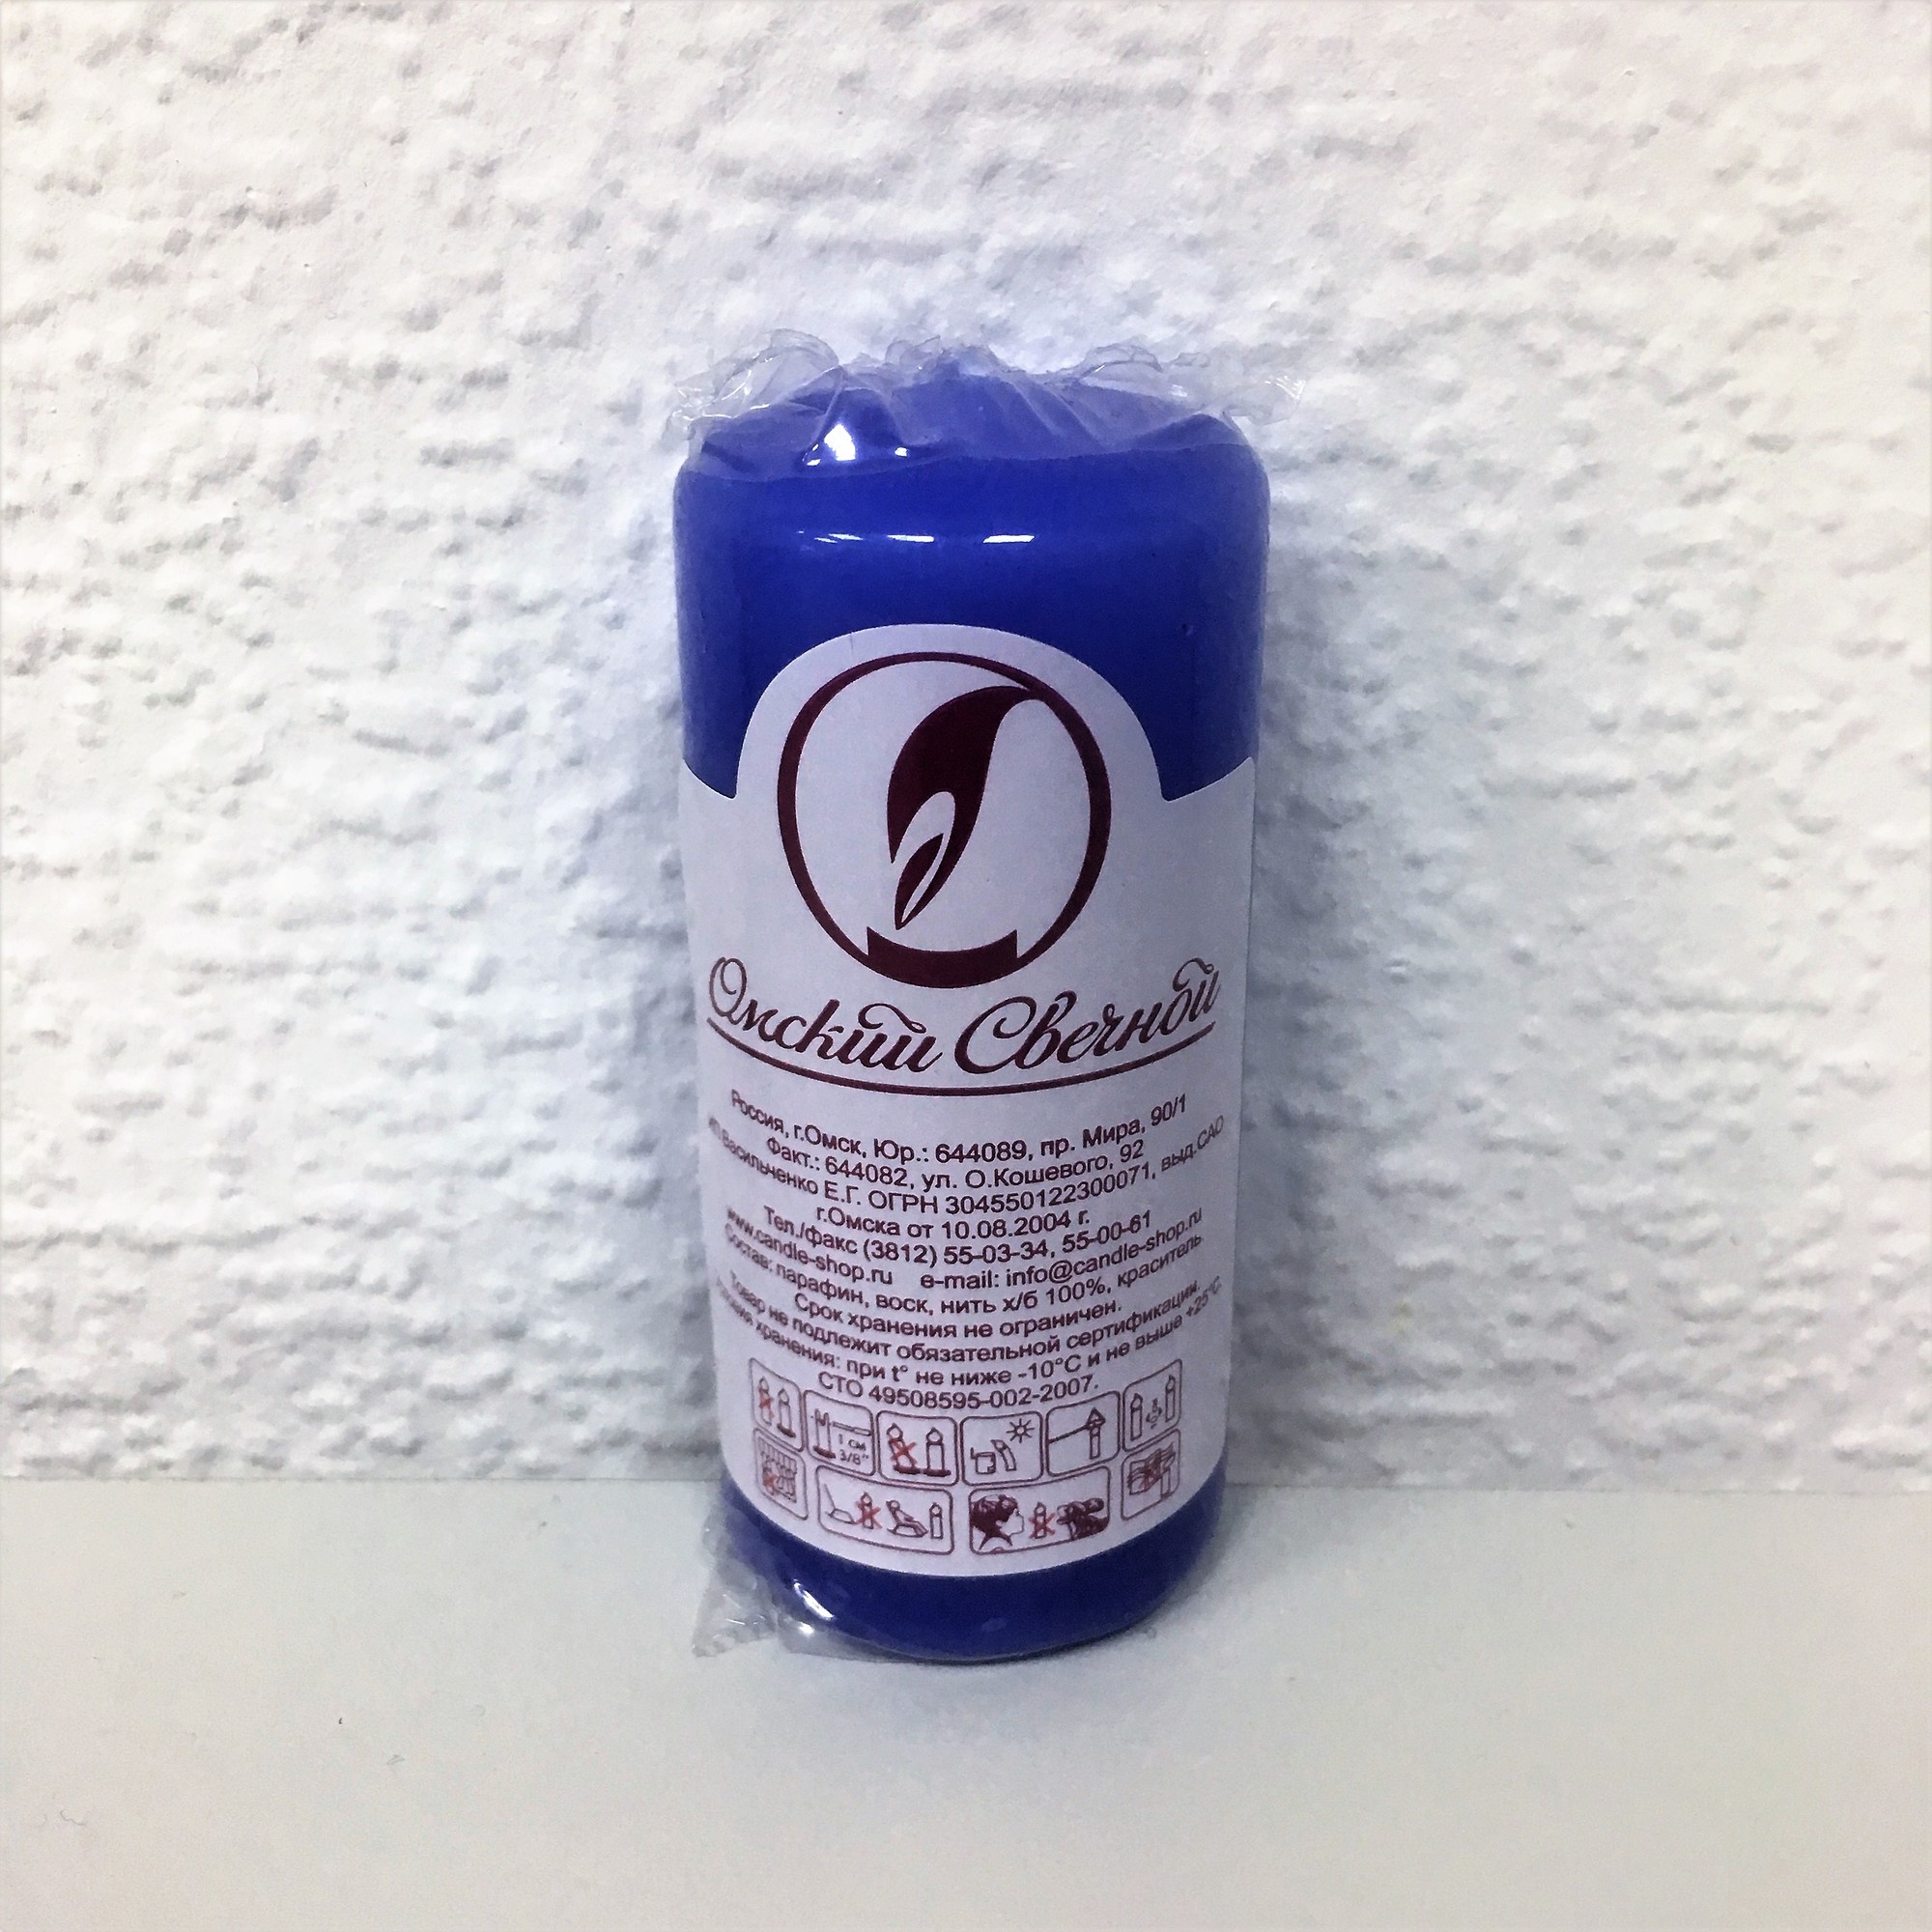 Омский Свечной
Россия, г.Омск, Юр.: 644089, пр. Мира, 90/1
Факт.: 644082, ул. О.Кошевого, 92
ИП Васильченко Е.Г. ОГРН 304550122300071, выд.САО
г.Омска от 10.08.2004 г.
Тел./факс (3812) 55-03-34, 55-00-61
www.candle-shop.ru e-mail: info@candle-shop.ru
Состав: парафин, воск, нить х/б 100%, краситель
Срок хранения не ограничен.
Товар не подлежит обязательной сертификации.
Условия хранения: при t° не ниже -10°С и не выше +25°С.
СТО 49508595-002-2007.
1 см
3/8"